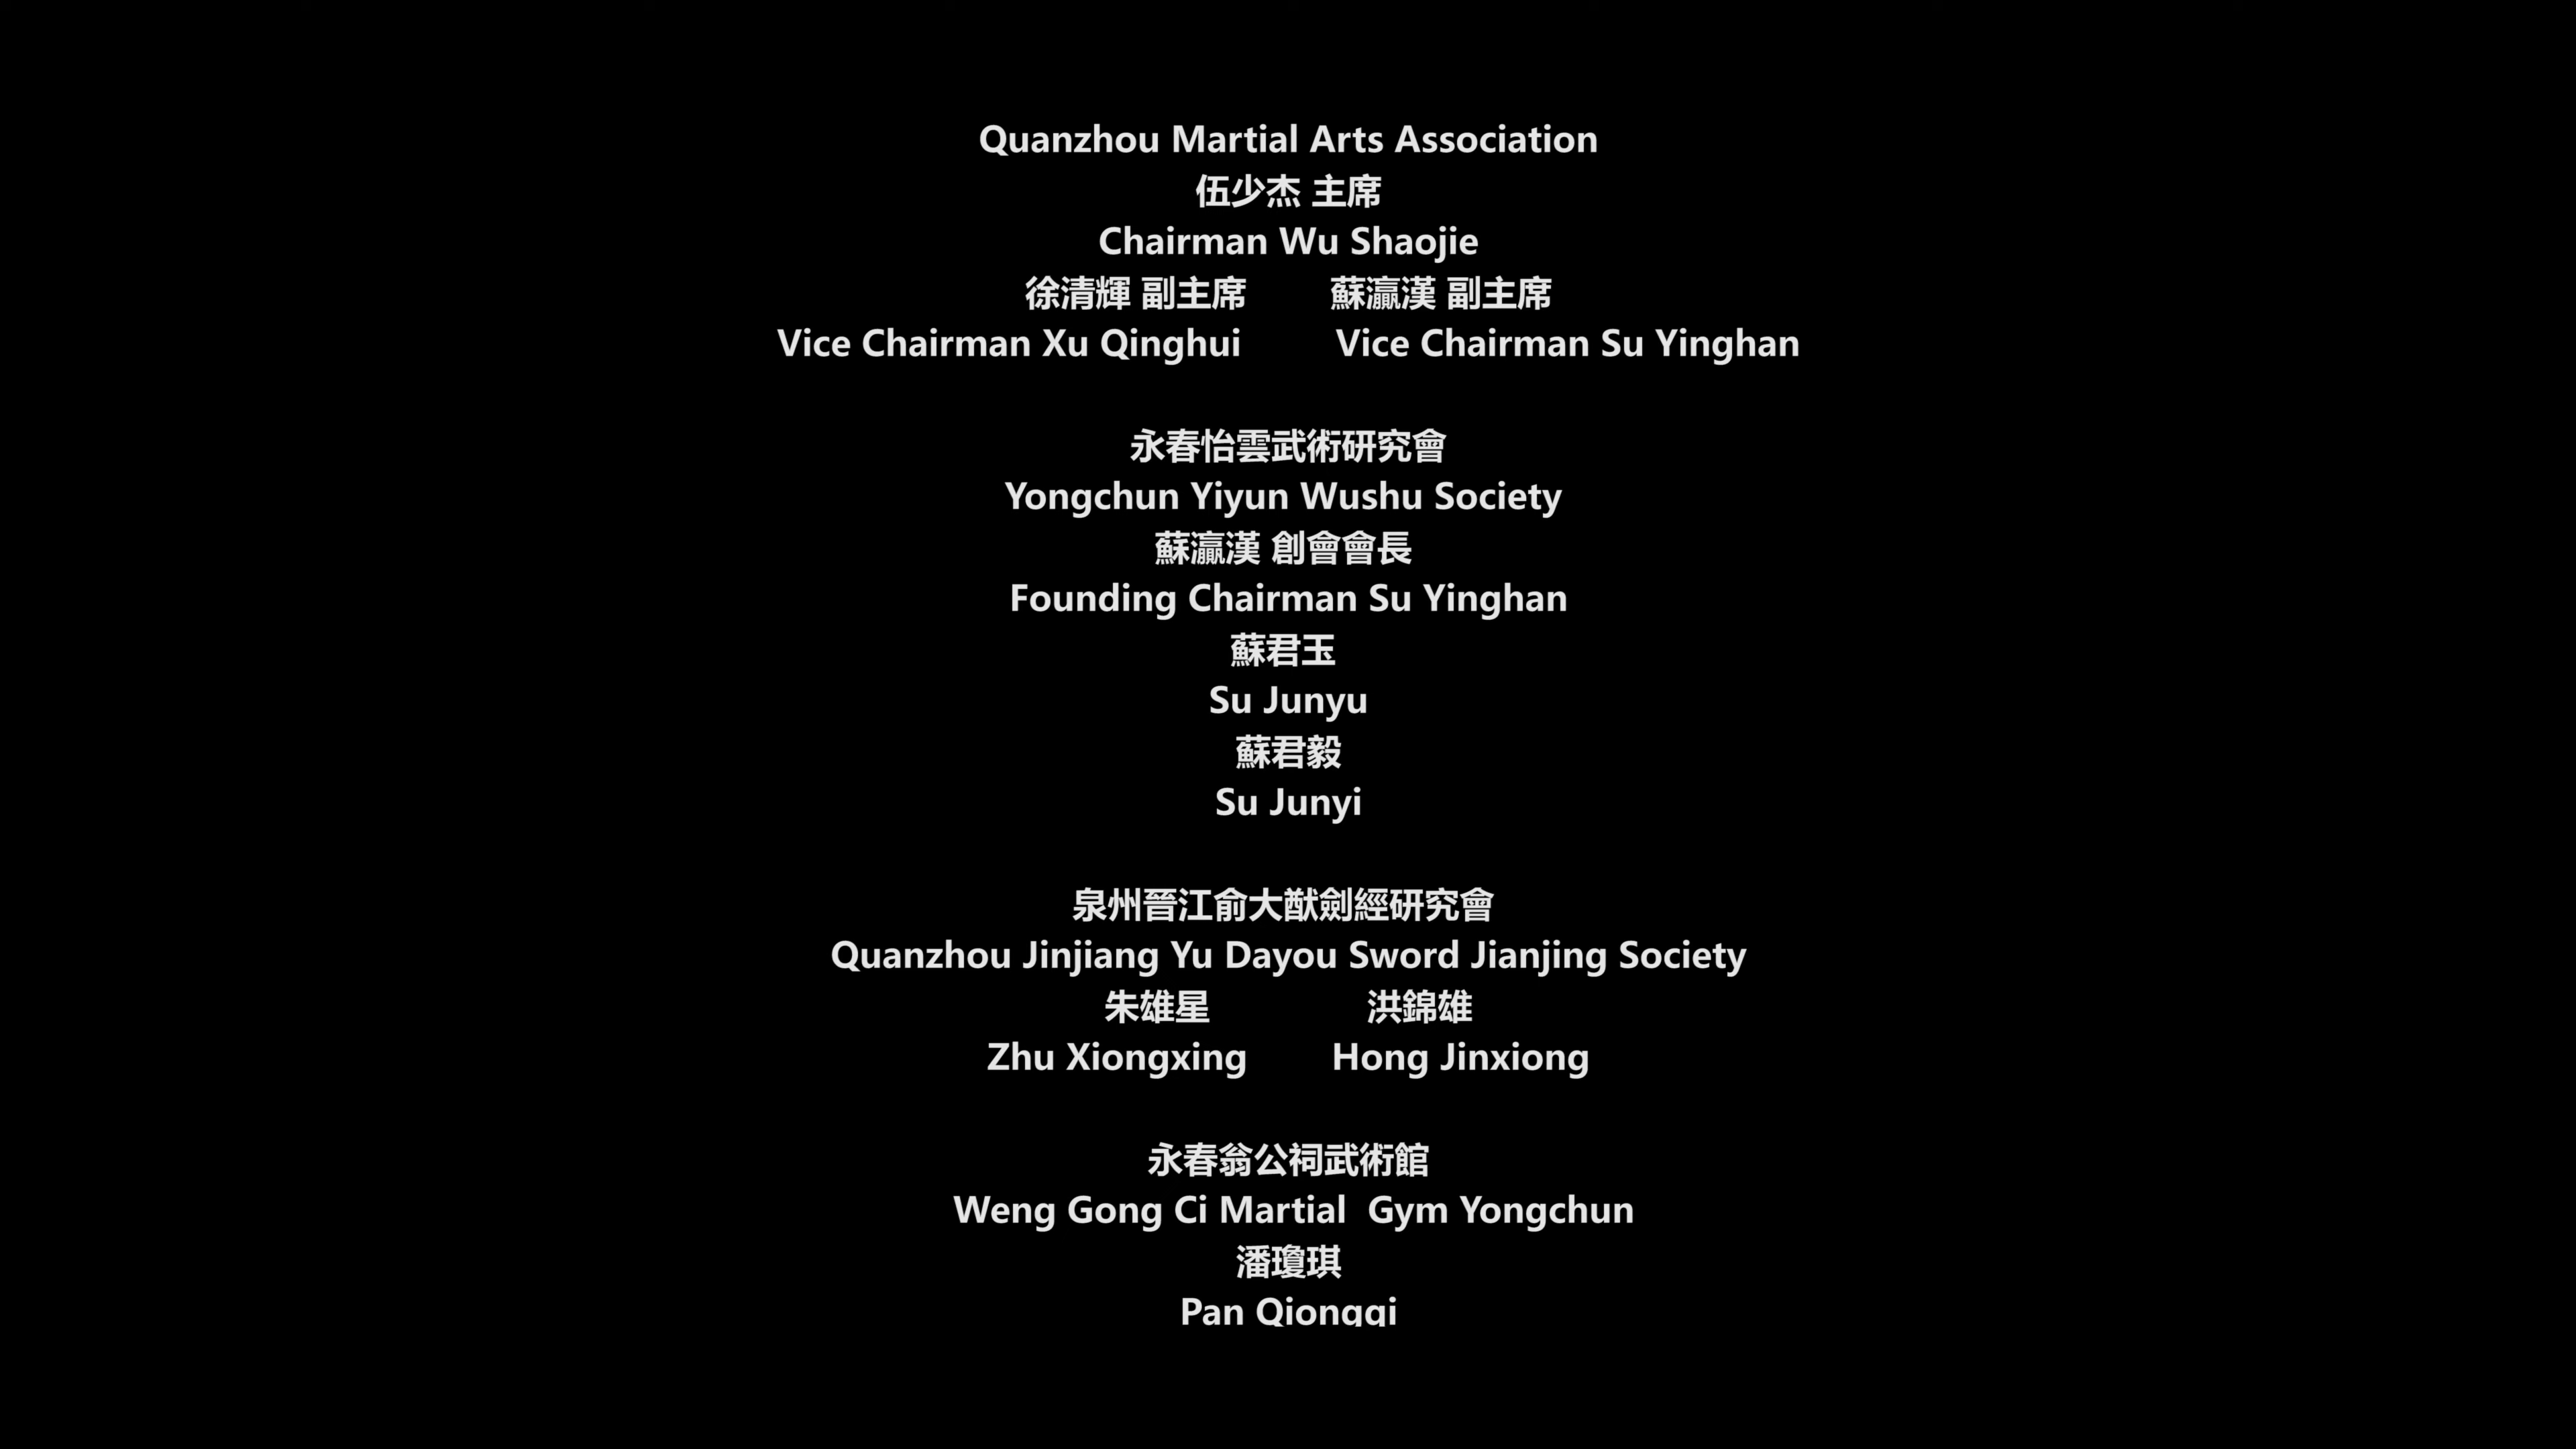 Quanzhou Martial Arts Association
伍少杰 主席
Chairman Wu Shaojie
徐清輝 副主席 蘇瀛漢 副主席
Vice Chairman Xu Qinghui Vice Chairman Su Yinghan
永春怡雲武術研究會
Yongchun Yiyun Wushu Society
蘇瀛漢 創會會長
Founding Chairman Su Yinghan
蘇君玉
Su Junyu
蘇君毅
Su Junyi
泉州晉江俞大猷劍經研究會
Quanzhou Jinjiang Yu Dayou Sword Jianjing Society
朱雄星 洪錦雄
Zhu Xiongxing Hong Jinxiong
永春翁公祠武術館
Weng Gong Ci Martial Gym Yongchun
潘瓊琪
Pan Qiongqi